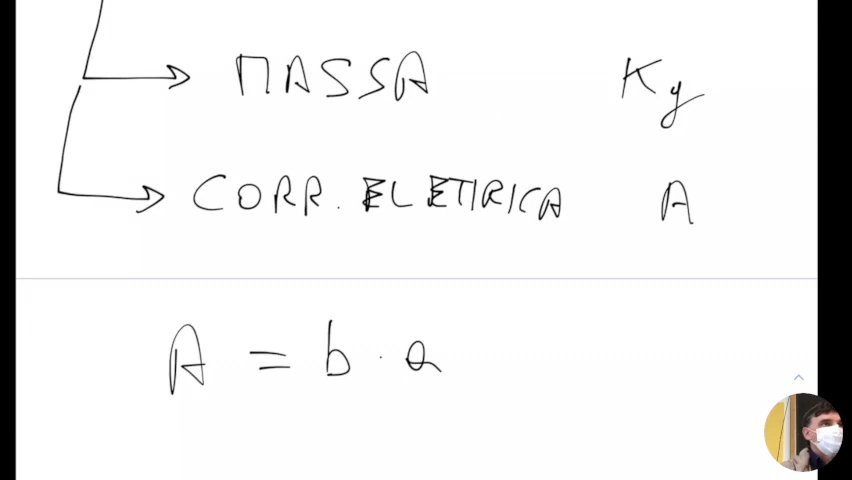 MASSA Kg
CORR. ELETRICA A
A = b . a